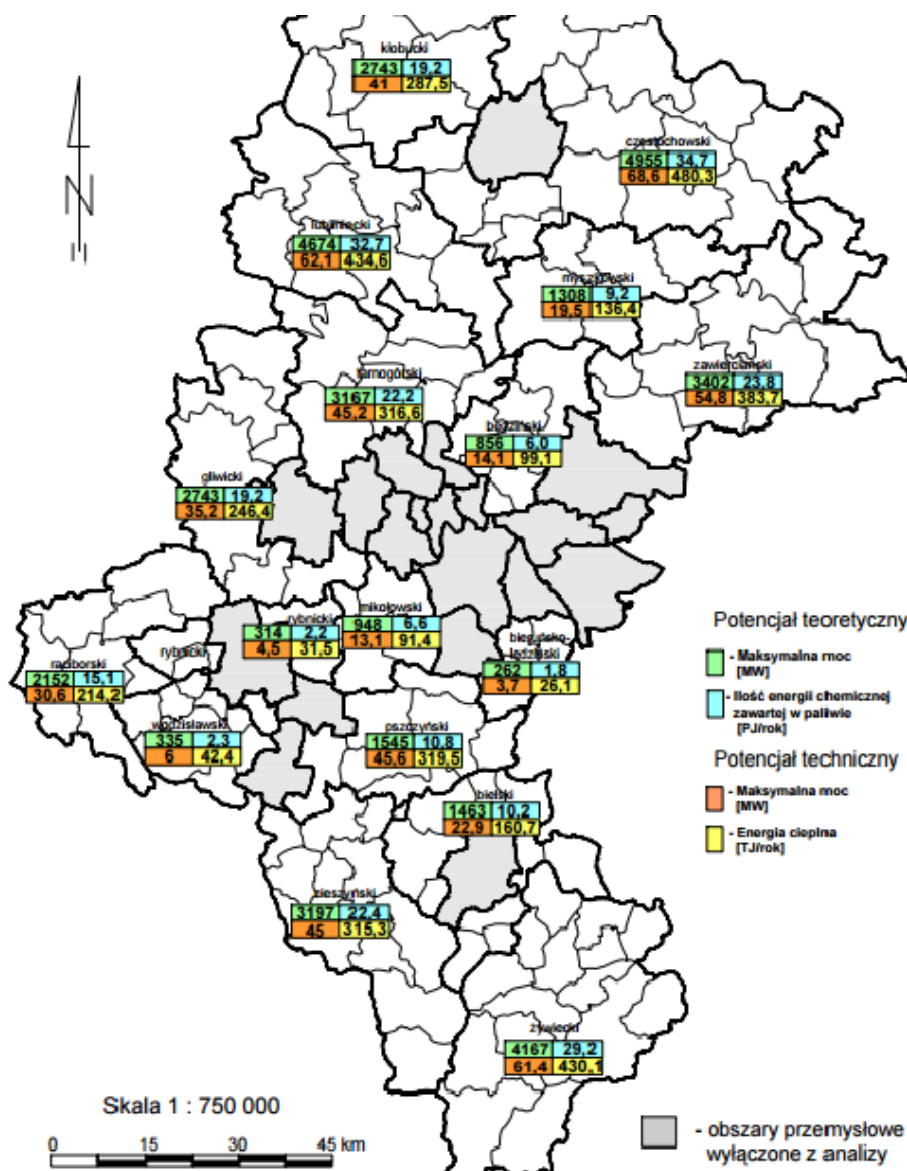 kłobucki
2743 19,2
41 287,5
częstochowski
4955 34,7
68,6 480,3
lubliniecki
4674 32,7
62,1 434,6
myszkowski
1308 9,2
19,5 136,4
zawierciański
3402 23,8
54,8 383,7
tarnogórski
3167 22,2
45,2 316,6
będziński
856 6,0
14,1 99,1
gliwicki
2743 19,2
35,2 246,4
mikołowski
948 6,6
13,1 91,4
rybnicki
314 2,2
4,5 31,5
bieruńsko-
lędziński
262 1,8
3,7 26,1
rybnicki
raciborski
2152 15,1
30,6 214,2
wodzisławski
335 2,3
6 42,4
pszczyński
1545 10,8
45,6 319,5
bielski
1463 10,2
22,9 160,7
cieszyński
3197 22,4
45 315,3
żywiecki
4167 29,2
61,4 430,1
N
Potencjał teoretyczny
- Maksymalna moc
[MW]
- Ilość energii chemicznej
zawartej w paliwie
[PJ/rok]
Potencjał techniczny
- Maksymalna moc
[MW]
- Energia cieplna
[TJ/rok]
Skala 1 : 750 000
0 15 30 45 km
- obszary przemysłowe
wyłączone z analizy